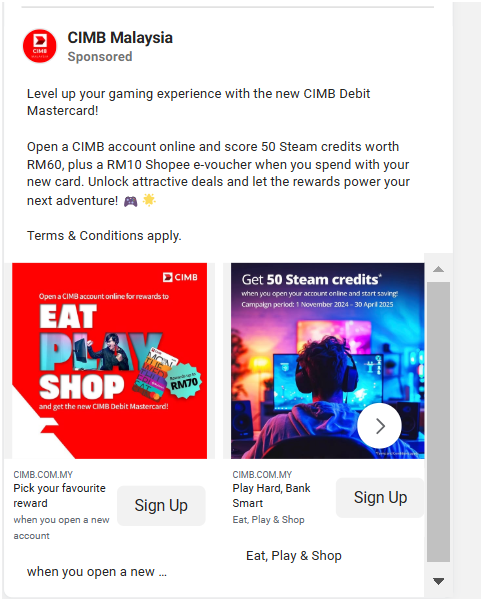 CIMB Malaysia
Sponsored
Level up your gaming experience with the new CIMB Debit
Mastercard!
Open a CIMB account online and score 50 Steam credits worth
RM60, plus a RM10 Shopee e-voucher when you spend with your
new card. Unlock attractive deals and let the rewards power your
next adventure! 🎮 🌟
Terms & Conditions apply.
CIMB
Open a CIMB account online for rewards to
EAT
PLAY
SHOP
Rewards up to
RM70
and get the new CIMB Debit Mastercard!
CIMB.COM.MY
Pick your favourite
reward
when you open a new
account
Sign Up
when you open a new ...
Get 50 Steam credits*
when you open your account online and start saving!
Campaign period: 1 November 2024 – 30 April 2025
CIMB.COM.MY
Play Hard, Bank
Smart
Eat, Play & Shop
Sign Up
Eat, Play & Shop